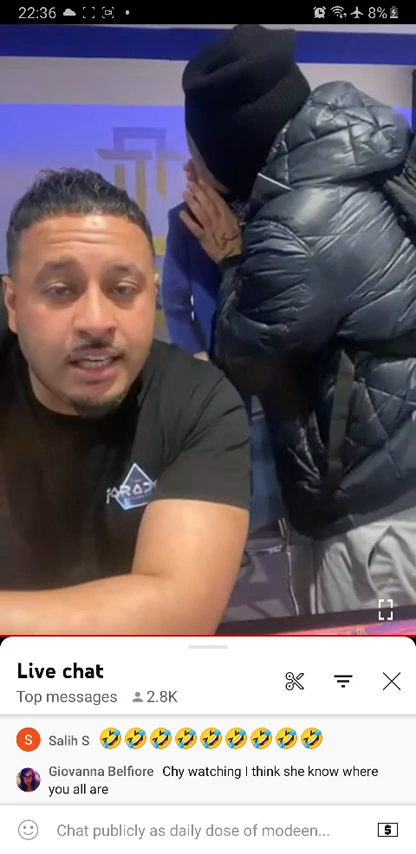 22:36
8%
Live chat
Top messages 2.8K
S Salih S 🤣🤣🤣🤣🤣🤣🤣🤣🤣
Giovanna Belfiore Chy watching I think she know where
you all are
Chat publicly as daily dose of modeen...
$